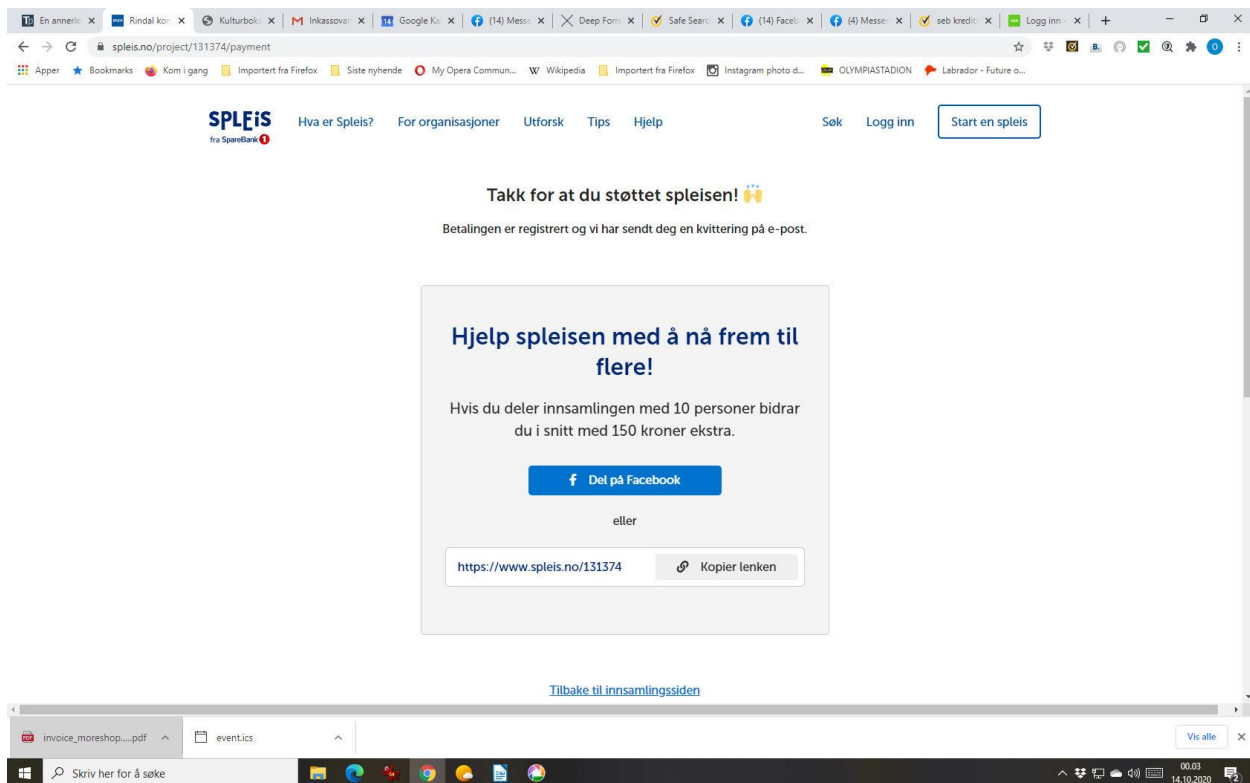 En annerle
Rindal kon
Kulturboks
Inkassovar
Google Ka
(14) Messe
Deep Form
Safe Searc
(14) Faceb
(4) Messen
seb kreditt
Logg inn -
spleis.no/project/131374/payment
Apper
Bookmarks
Kom i gang
Importert fra Firefox
Siste nyhende
My Opera Commun...
Wikipedia
Importert fra Firefox
Instagram photo d...
OLYMPIASTADION
Labrador - Future o...
SPLEiS
fra SpareBank 1
Hva er Spleis?
For organisasjoner
Utforsk
Tips
Hjelp
Søk
Logg inn
Start en spleis
Takk for at du støttet spleisen! 🙌
Betalingen er registrert og vi har sendt deg en kvittering på e-post.
Hjelp spleisen med å nå frem til
flere!
Hvis du deler innsamlingen med 10 personer bidrar
du i snitt med 150 kroner ekstra.
Del på Facebook
eller
https://www.spleis.no/131374
Kopier lenken
Tilbake til innsamlingssiden
invoice_moreshop.....pdf
event.ics
Vis alle
Skriv her for å søke
00.03
14.10.2020